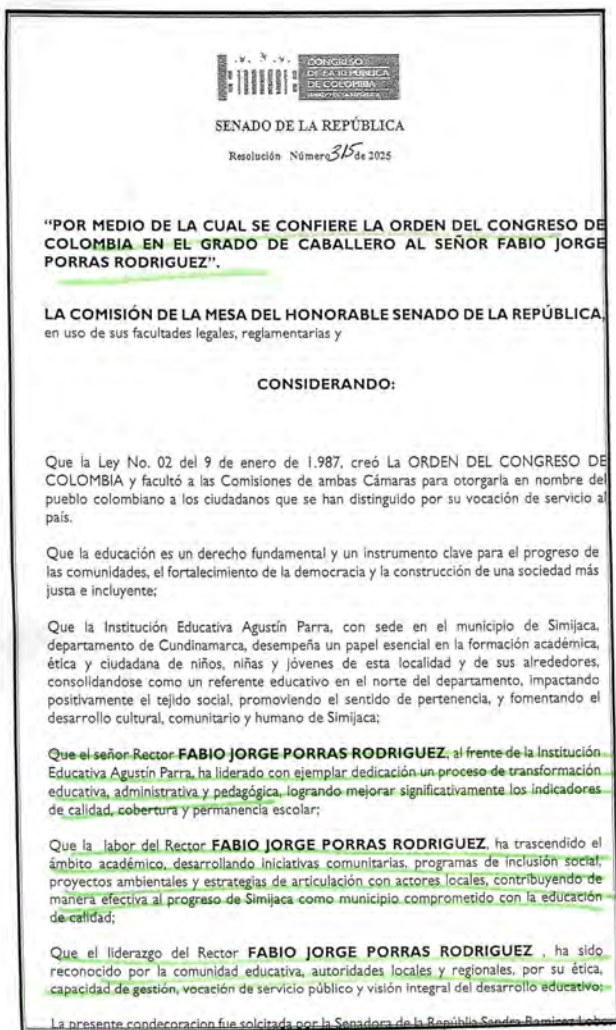 CONGRESO
DE LA REPÚBLICA
DE COLOMBIA
SENADO DE LA REPÚBLICA
Resolución Número 315 de 2025
“POR MEDIO DE LA CUAL SE CONFIERE LA ORDEN DEL CONGRESO DE
COLOMBIA EN EL GRADO DE CABALLERO AL SEÑOR FABIO JORGE
PORRAS RODRIGUEZ”.
LA COMISIÓN DE LA MESA DEL HONORABLE SENADO DE LA REPÚBLICA,
en uso de sus facultades legales, reglamentarias y
CONSIDERANDO:
Que la Ley No. 02 del 9 de enero de 1.987, creó La ORDEN DEL CONGRESO DE
COLOMBIA y facultó a las Comisiones de ambas Cámaras para otorgarla en nombre del
pueblo colombiano a los ciudadanos que se han distinguido por su vocación de servicio al
país.
Que la educación es un derecho fundamental y un instrumento clave para el progreso de
las comunidades, el fortalecimiento de la democracia y la construcción de una sociedad más
justa e incluyente;
Que la Institución Educativa Agustín Parra, con sede en el municipio de Simijaca,
departamento de Cundinamarca, desempeña un papel esencial en la formación académica,
ética y ciudadana de niños, niñas y jóvenes de esta localidad y de sus alrededores,
consolidandose como un referente educativo en el norte del departamento, impactando
positivamente el tejido social, promoviendo el sentido de pertenencia, y fomentando el
desarrollo cultural, comunitario y humano de Simijaca;
Que el señor Rector FABIO JORGE PORRAS RODRIGUEZ, al frente de la Institución
Educativa Agustín Parra, ha liderado con ejemplar dedicación un proceso de transformación
educativa, administrativa y pedagógica, logrando mejorar significativamente los indicadores
de calidad, cobertura y permanencia escolar;
Que la labor del Rector FABIO JORGE PORRAS RODRIGUEZ, ha trascendido el
ámbito académico, desarrollando iniciativas comunitarias, programas de inclusión social,
proyectos ambientales y estrategias de articulación con actores locales, contribuyendo de
manera efectiva al progreso de Simijaca como municipio comprometido con la educación
de calidad;
Que el liderazgo del Rector FABIO JORGE PORRAS RODRIGUEZ , ha sido
reconocido por la comunidad educativa, autoridades locales y regionales, por su ética,
capacidad de gestión, vocación de servicio público y visión integral del desarrollo educativo;
La presente condecoracion fue solcitada por la Senadora de la Repúblia Sandra Ramirez Lobo